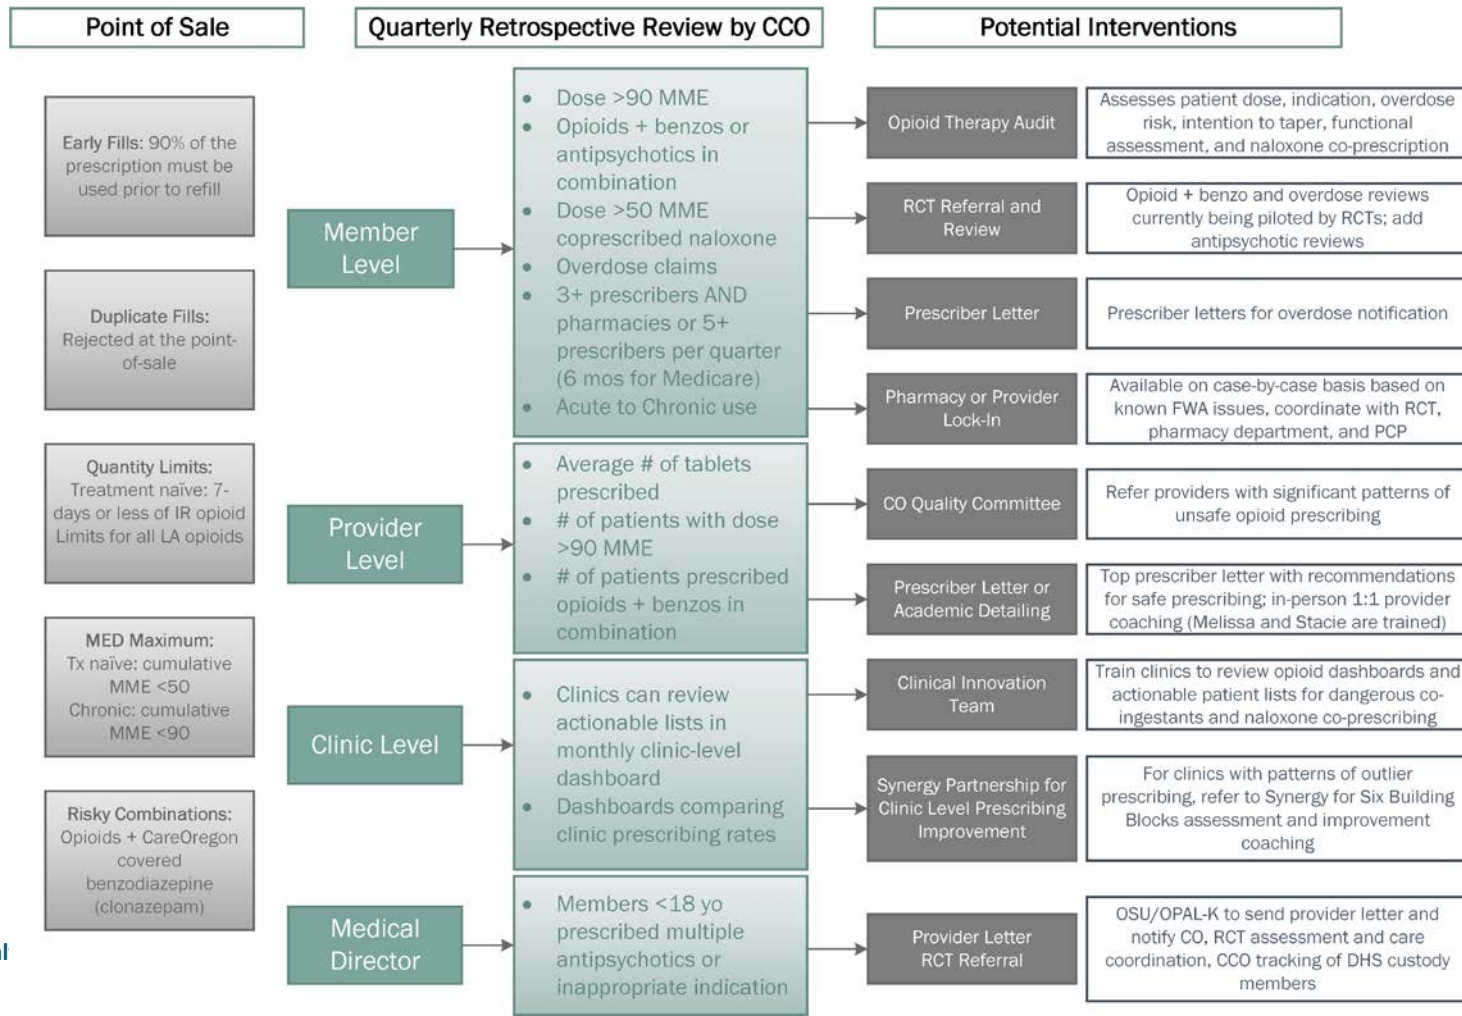 Point of Sale
Quarterly Retrospective Review by CCO
Potential Interventions
Early Fills: 90% of the
prescription must be
used prior to refill
Duplicate Fills:
Rejected at the point-
of-sale
Quantity Limits:
Treatment naïve: 7-
days or less of IR opioid
Limits for all LA opioids
MED Maximum:
Tx naïve: cumulative
MME <50
Chronic: cumulative
MME <90
Risky Combinations:
Opioids + CareOregon
covered
benzodiazepine
(clonazepam)
al
Member
Level
• Dose >90 MME
• Opioids + benzos or
antipsychotics in
combination
• Dose >50 MME
coprescribed naloxone
• Overdose claims
• 3+ prescribers AND
pharmacies or 5+
prescribers per quarter
(6 mos for Medicare)
• Acute to Chronic use
Opioid Therapy Audit
Assesses patient dose, indication, overdose
risk, intention to taper, functional
assessment, and naloxone co-prescription
RCT Referral and
Review
Opioid + benzo and overdose reviews
currently being piloted by RCTs; add
antipsychotic reviews
Prescriber Letter
Prescriber letters for overdose notification
Pharmacy or Provider
Lock-In
Available on case-by-case basis based on
known FWA issues, coordinate with RCT,
pharmacy department, and PCP
Provider
Level
• Average # of tablets
prescribed
• # of patients with dose
>90 MME
• # of patients prescribed
opioids + benzos in
combination
CO Quality Committee
Refer providers with significant patterns of
unsafe opioid prescribing
Prescriber Letter or
Academic Detailing
Top prescriber letter with recommendations
for safe prescribing; in-person 1:1 provider
coaching (Melissa and Stacie are trained)
Clinic Level
• Clinics can review
actionable lists in
monthly clinic-level
dashboard
• Dashboards comparing
clinic prescribing rates
Clinical Innovation
Team
Train clinics to review opioid dashboards and
actionable patient lists for dangerous co-
ingestants and naloxone co-prescribing
Synergy Partnership for
Clinic Level Prescribing
Improvement
For clinics with patterns of outlier
prescribing, refer to Synergy for Six Building
Blocks assessment and improvement
coaching
Medical
Director
• Members <18 yo
prescribed multiple
antipsychotics or
inappropriate indication
Provider Letter
RCT Referral
OSU/OPAL-K to send provider letter and
notify CO, RCT assessment and care
coordination, CCO tracking of DHS custody
members